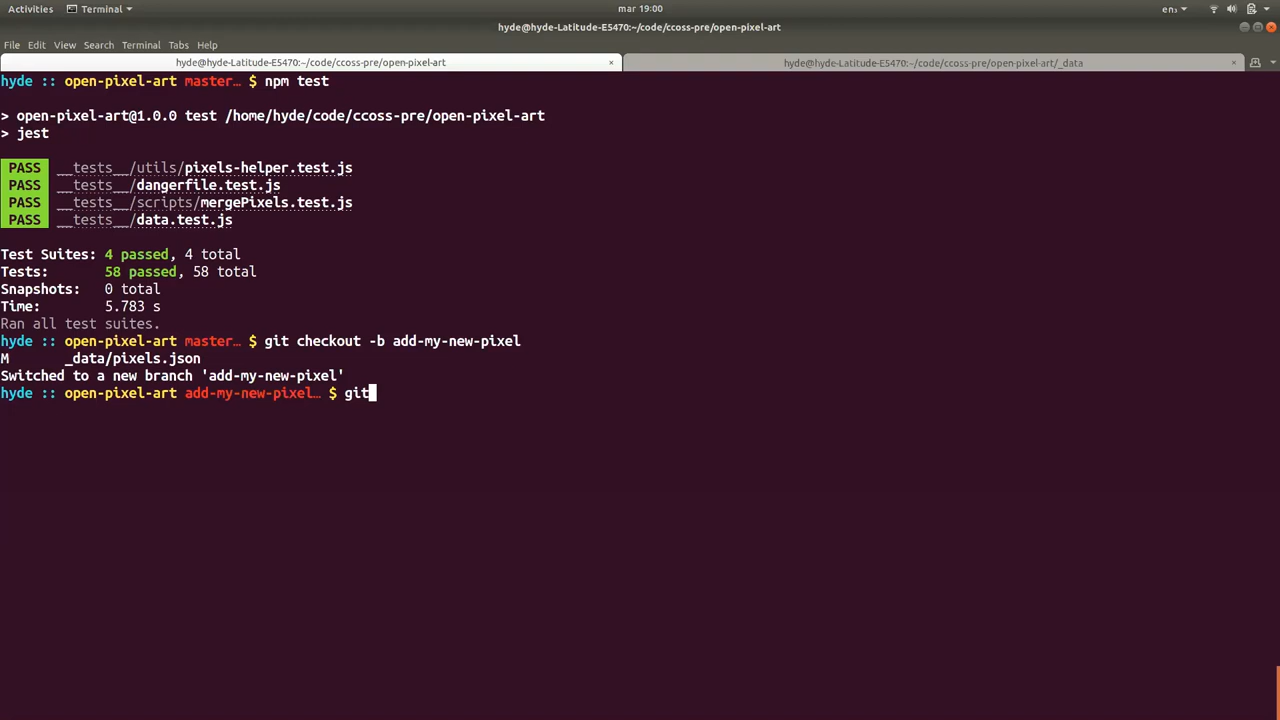 Activities Terminal mar 19:00 en₃
hyde@hyde-Latitude-E5470:~/code/ccoss-pre/open-pixel-art
File Edit View Search Terminal Tabs Help
hyde@hyde-Latitude-E5470:~/code/ccoss-pre/open-pixel-art × hyde@hyde-Latitude-E5470:~/code/ccoss-pre/open-pixel-art/_data ×
hyde :: open-pixel-art master… $ npm test
> open-pixel-art@1.0.0 test /home/hyde/code/ccoss-pre/open-pixel-art
> jest
PASS __tests__/utils/pixels-helper.test.js
PASS __tests__/dangerfile.test.js
PASS __tests__/scripts/mergePixels.test.js
PASS __tests__/data.test.js
Test Suites: 4 passed, 4 total
Tests: 58 passed, 58 total
Snapshots: 0 total
Time: 5.783 s
Ran all test suites.
hyde :: open-pixel-art master… $ git checkout -b add-my-new-pixel
M _data/pixels.json
Switched to a new branch 'add-my-new-pixel'
hyde :: open-pixel-art add-my-new-pixel… $ git